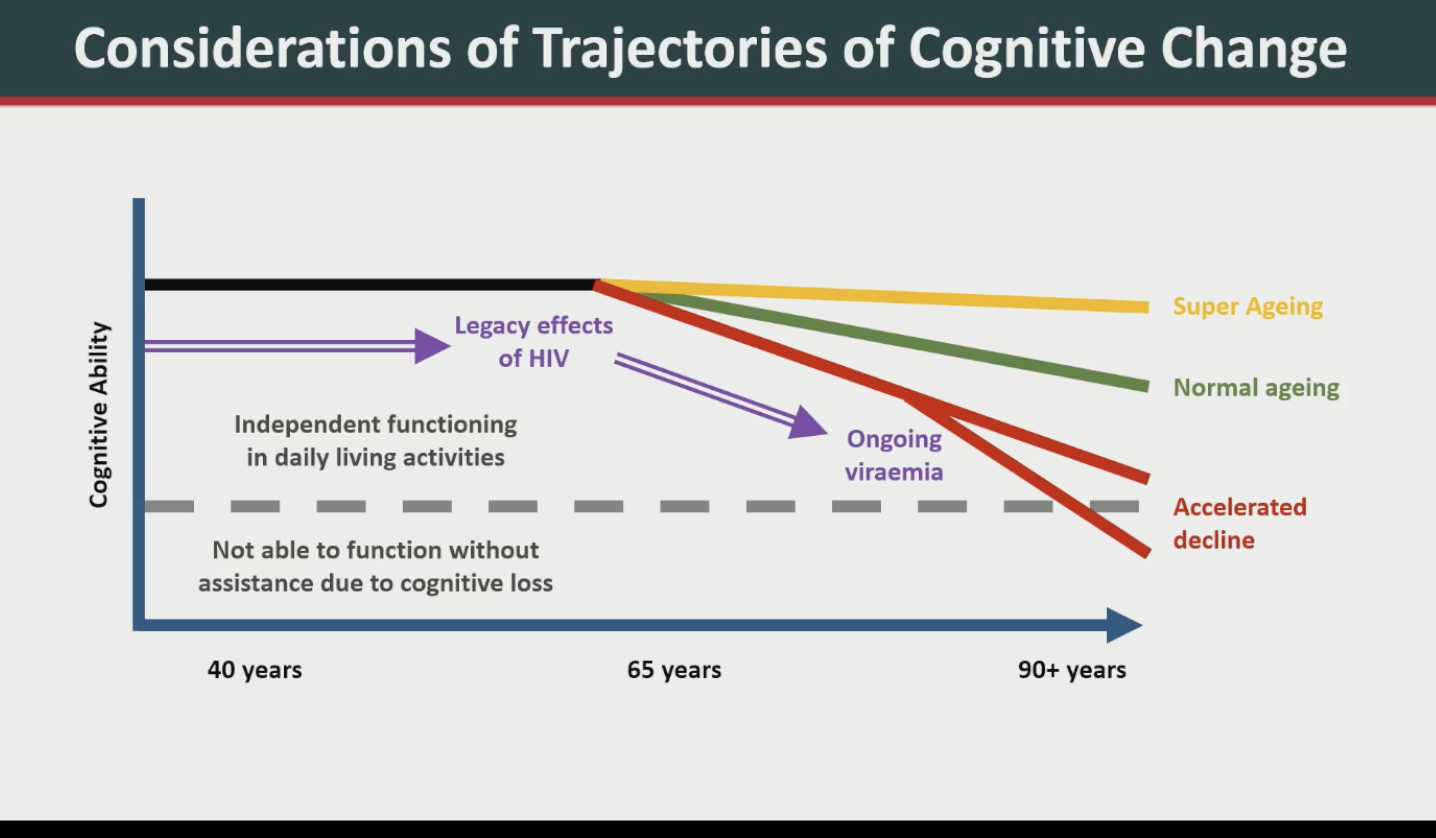 Considerations of Trajectories of Cognitive Change
Cognitive Ability
Super Ageing
Legacy effects
of HIV
Normal ageing
Independent functioning
in daily living activities
Ongoing
viraemia
Accelerated
decline
Not able to function without
assistance due to cognitive loss
40 years
65 years
90+ years